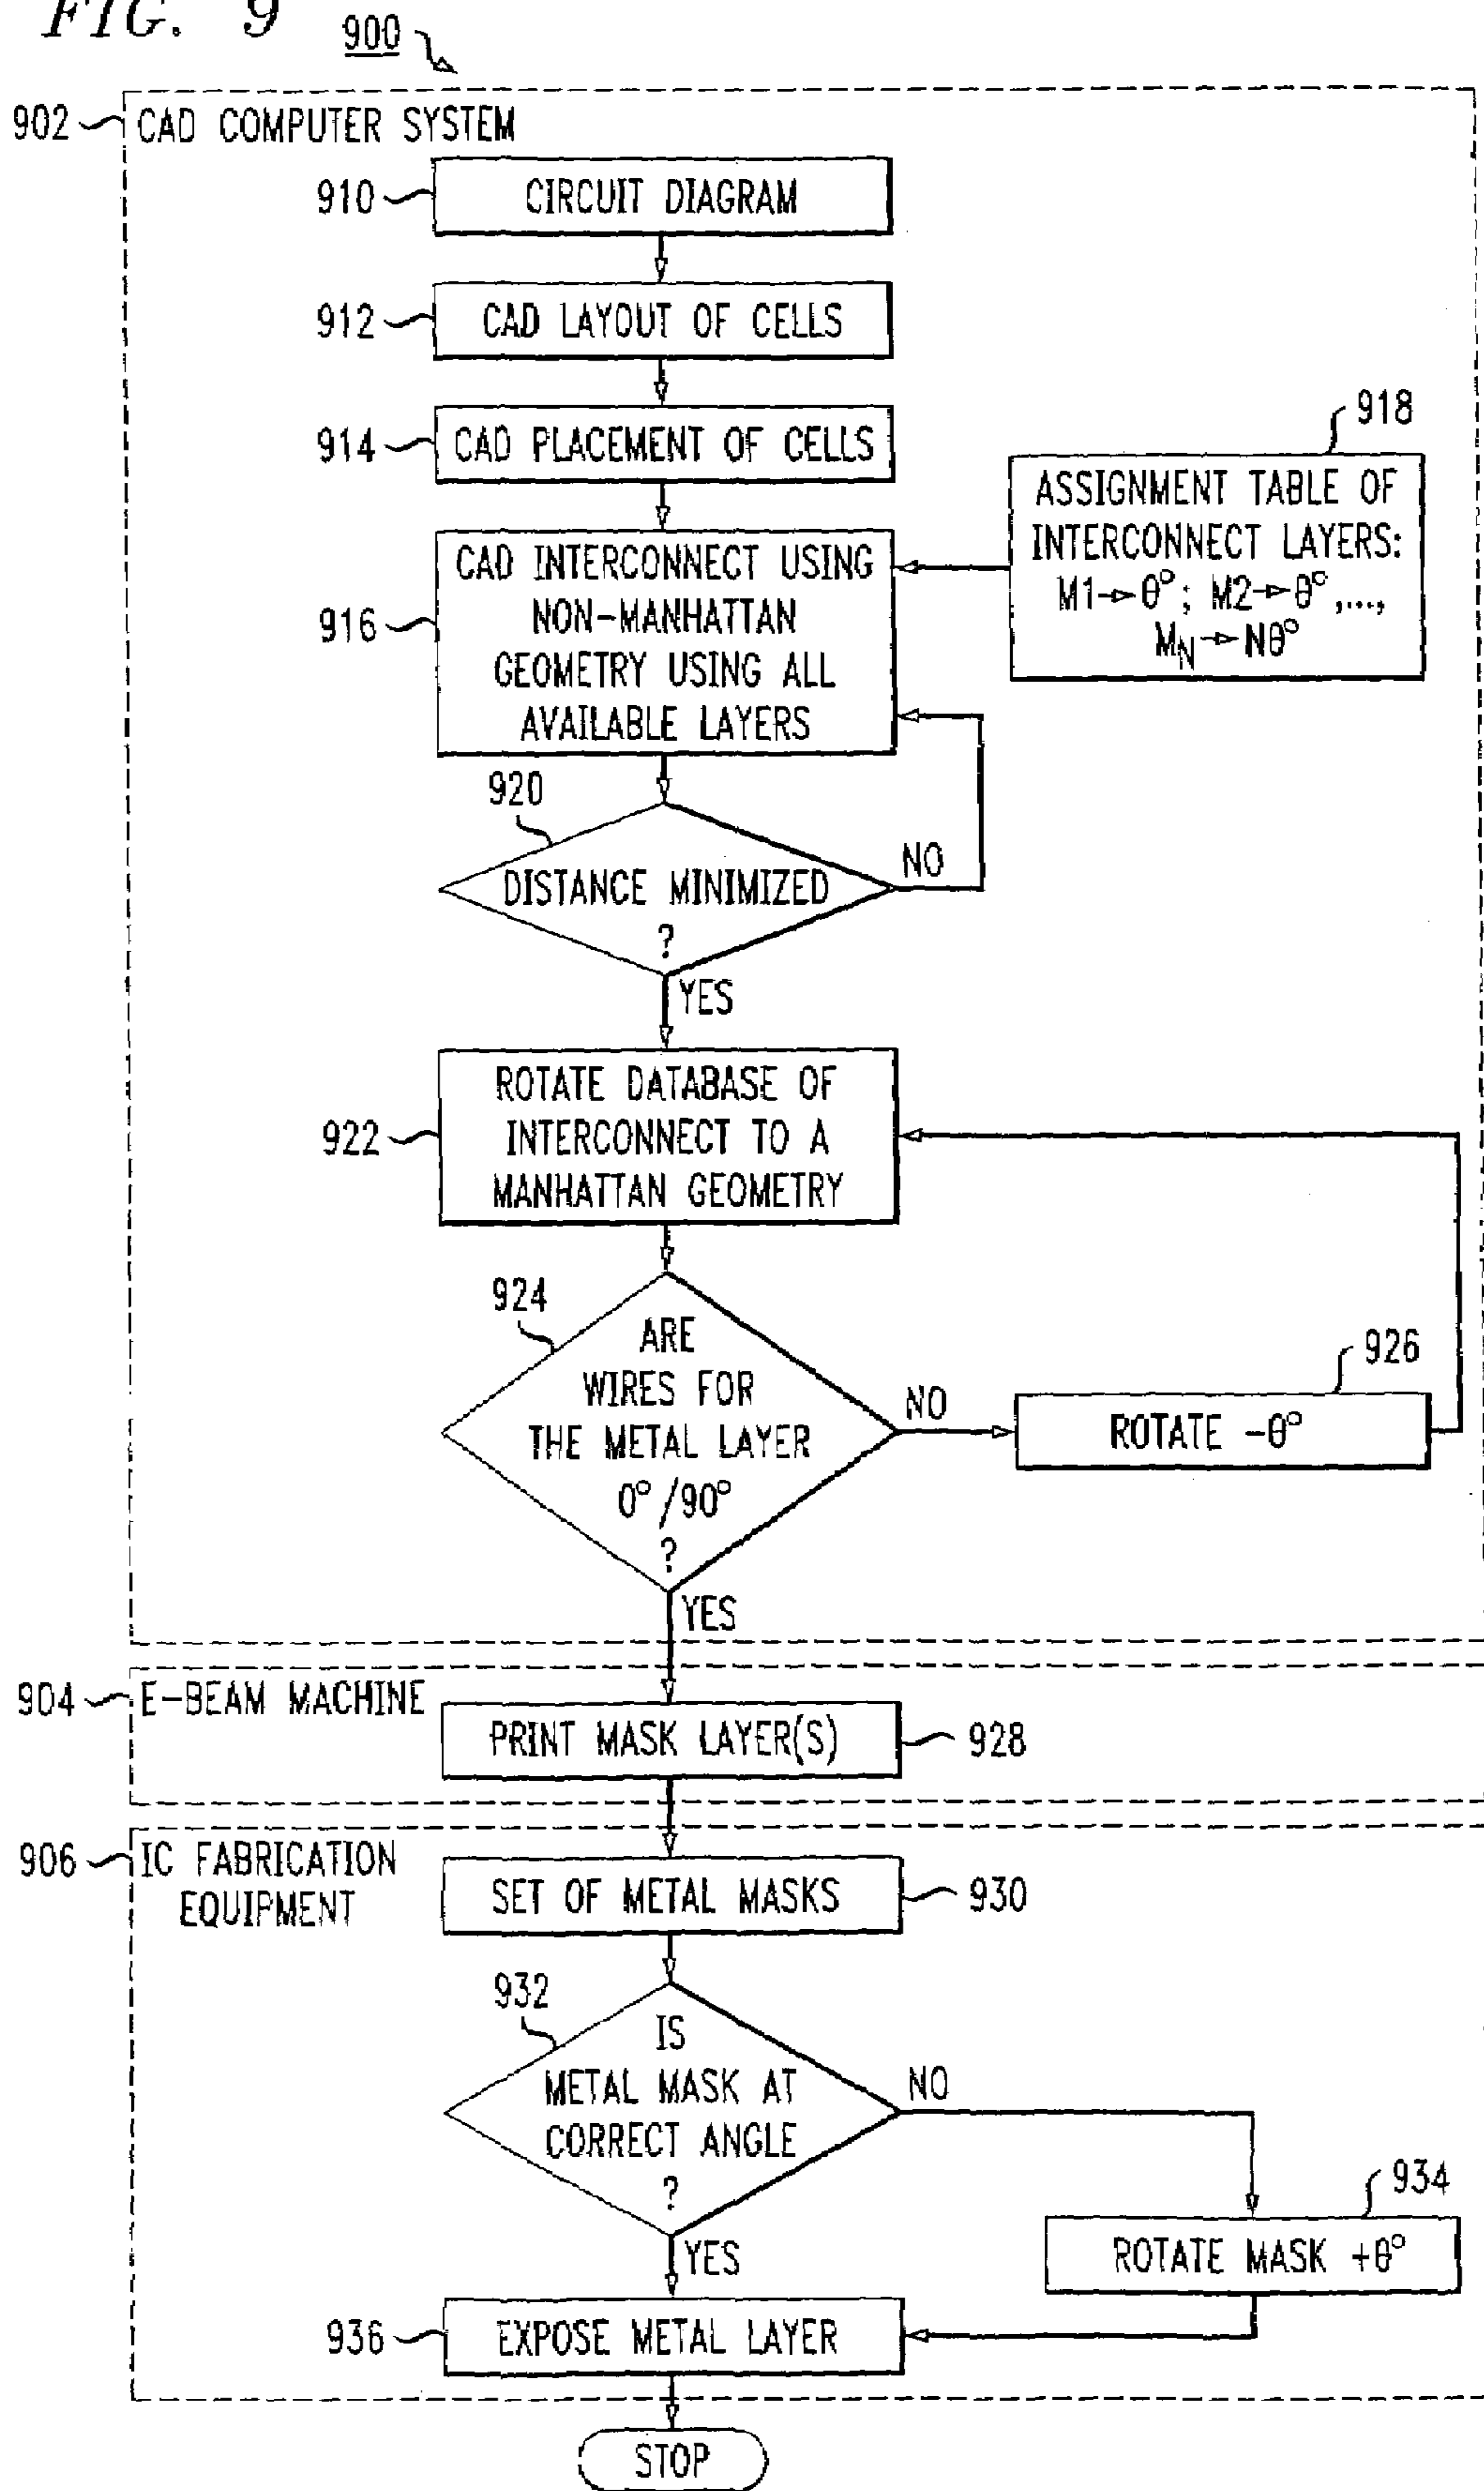 FIG. 9
900
902
CAD COMPUTER SYSTEM
910
CIRCUIT DIAGRAM
912
CAD LAYOUT OF CELLS
914
CAD PLACEMENT OF CELLS
916
CAD INTERCONNECT USING
NON-MANHATTAN
GEOMETRY USING ALL
AVAILABLE LAYERS
918
ASSIGNMENT TABLE OF
INTERCONNECT LAYERS:
M1→θ°; M2→θ°,...,
M_N→Nθ°
920
DISTANCE MINIMIZED
?
NO
YES
922
ROTATE DATABASE OF
INTERCONNECT TO A
MANHATTAN GEOMETRY
924
ARE
WIRES FOR
THE METAL LAYER
0°/90°
?
NO
926
ROTATE -θ°
YES
904
E-BEAM MACHINE
PRINT MASK LAYER(S)
928
906
IC FABRICATION
EQUIPMENT
SET OF METAL MASKS
930
932
IS
METAL MASK AT
CORRECT ANGLE
?
NO
934
ROTATE MASK +θ°
YES
936
EXPOSE METAL LAYER
STOP